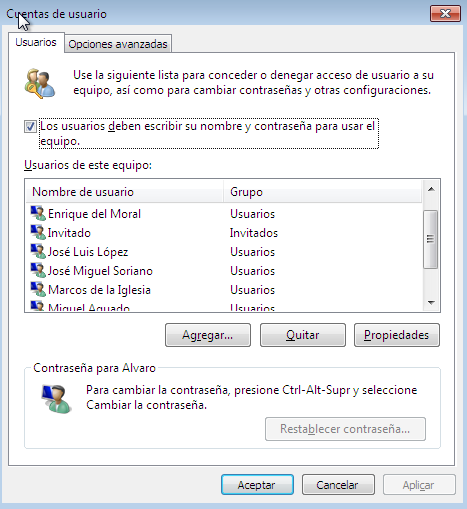 Cuentas de usuario
Usuarios Opciones avanzadas
Use la siguiente lista para conceder o denegar acceso de usuario a su
equipo, así como para cambiar contraseñas y otras configuraciones.
Los usuarios deben escribir su nombre y contraseña para usar el
equipo.
Usuarios de este equipo:
Nombre de usuario Grupo
Enrique del Moral Usuarios
Invitado Invitados
José Luis López Usuarios
José Miguel Soriano Usuarios
Marcos de la Iglesia Usuarios
Miguel Aguado Usuarios
Agregar... Quitar Propiedades
Contraseña para Alvaro
Para cambiar la contraseña, presione Ctrl-Alt-Supr y seleccione
Cambiar la contraseña.
Restablecer contraseña...
Aceptar Cancelar Aplicar